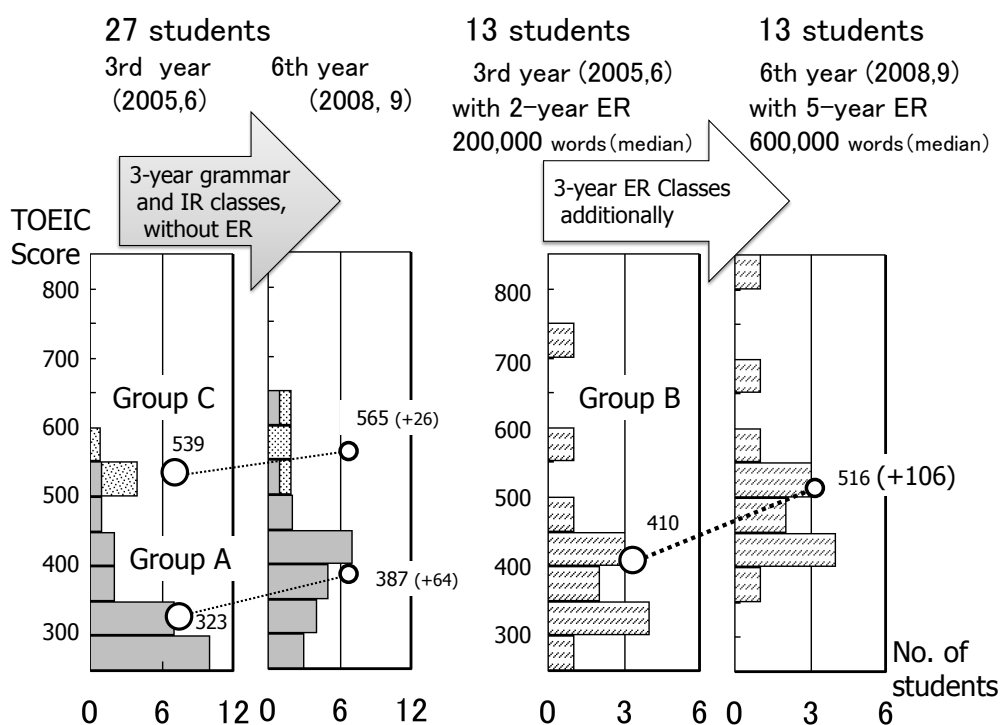 27 students
3rd year
(2005,6)
6th year
(2008, 9)
13 students
3rd year (2005,6)
with 2-year ER
200,000 words(median)
13 students
6th year (2008,9)
with 5-year ER
600,000 words(median)
3-year grammar
and IR classes,
without ER
3-year ER Classes
additionally
TOEIC
Score
800
700
600
500
400
300
Group C
539
565 (+26)
Group A
323
387 (+64)
0
6
12
0
6
12
800
700
600
500
400
300
Group B
410
516 (+106)
No. of
students
0
3
6
0
3
6